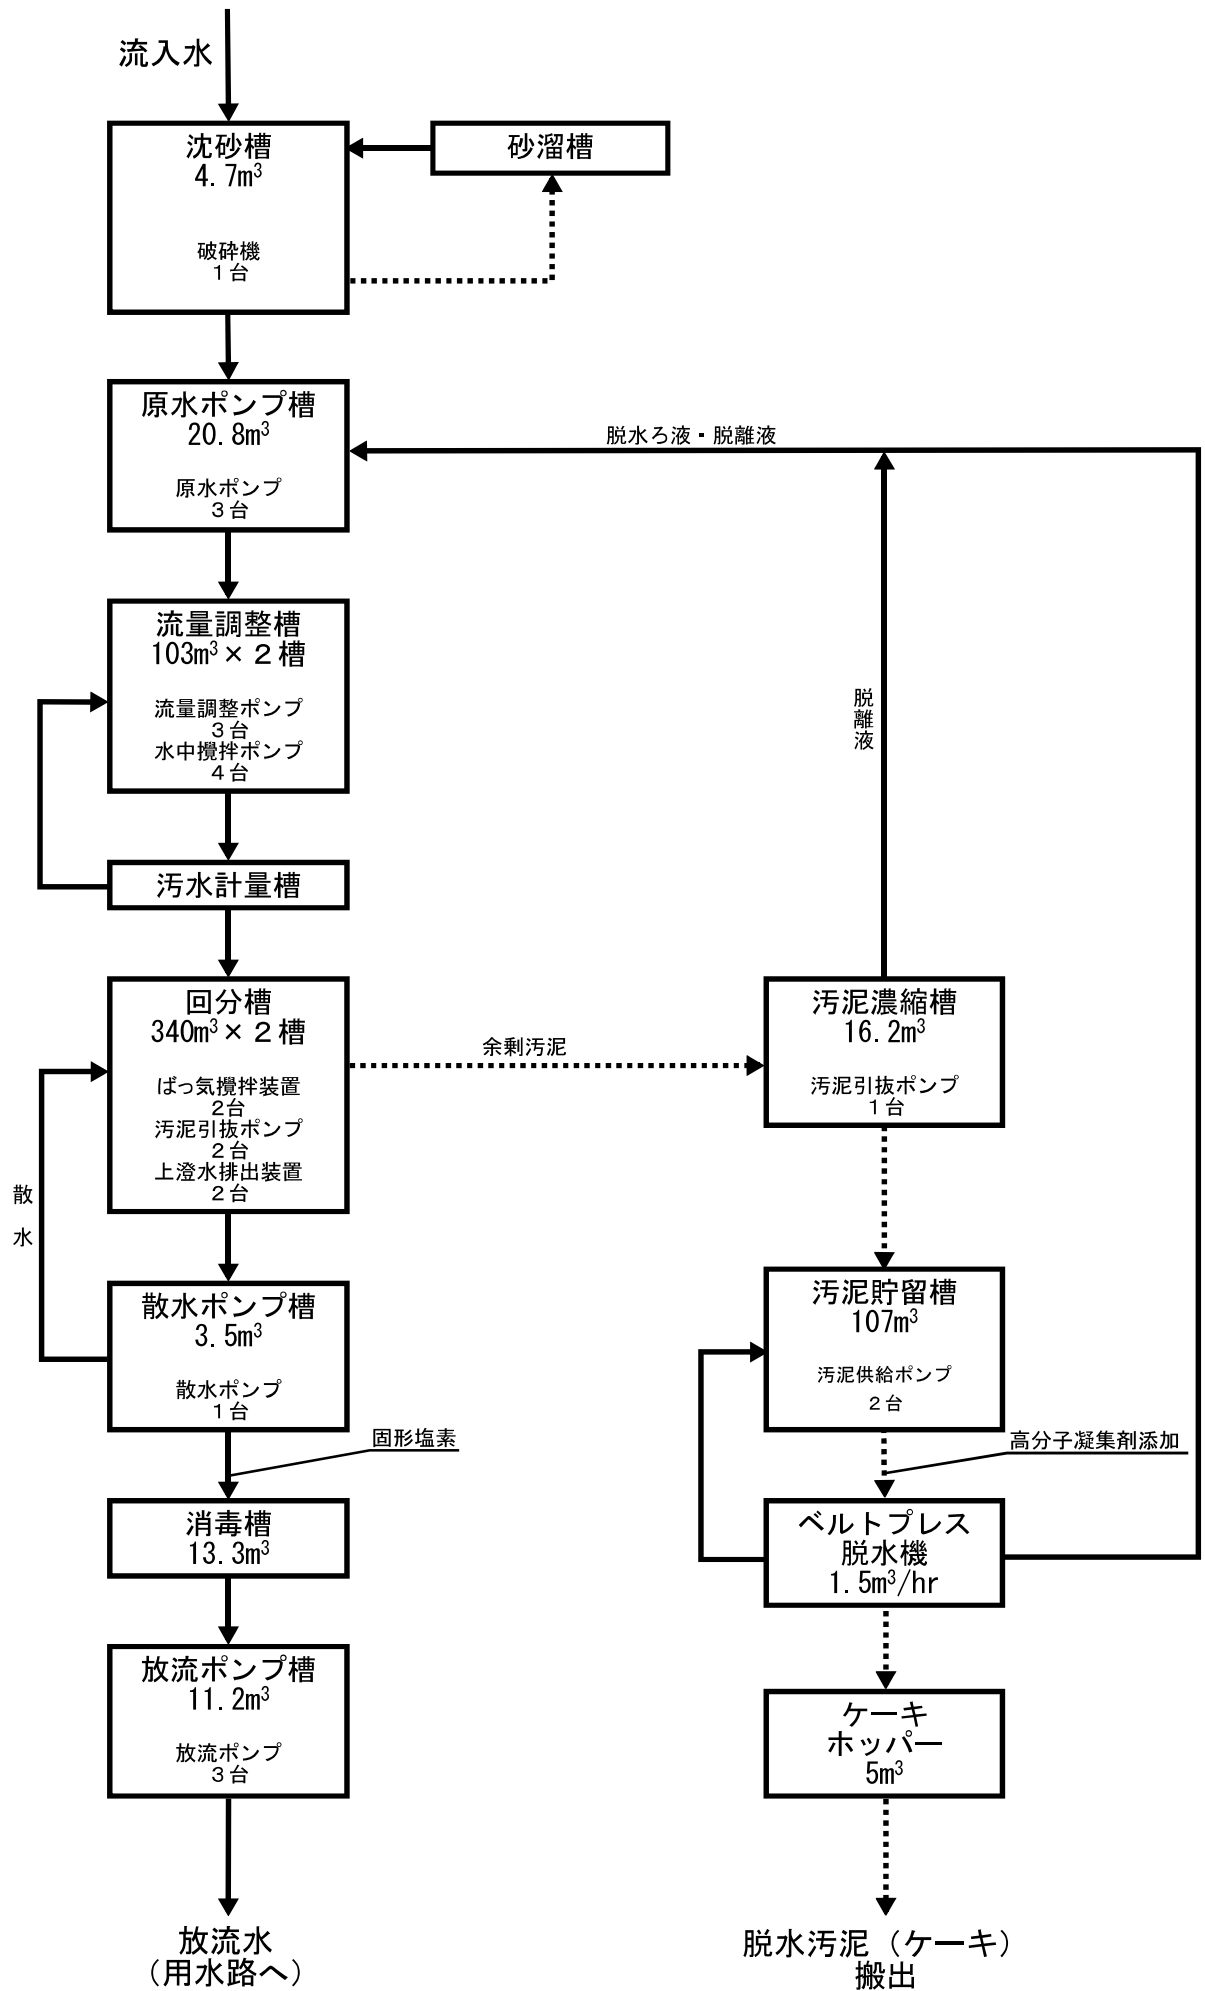 流入水
沈砂槽
4.7m³
破砕機
1台
砂溜槽
原水ポンプ槽
20.8m³
原水ポンプ
3台
脱水ろ液・脱離液
流量調整槽
103m³×2槽
流量調整ポンプ
3台
水中攪拌ポンプ
4台
脱離液
汚水計量槽
回分槽
340m³×2槽
ばっ気攪拌装置
2台
汚泥引抜ポンプ
2台
上澄水排出装置
2台
余剰汚泥
汚泥濃縮槽
16.2m³
汚泥引抜ポンプ
1台
散水
散水ポンプ槽
3.5m³
散水ポンプ
1台
汚泥貯留槽
107m³
汚泥供給ポンプ
2台
固形塩素
高分子凝集剤添加
消毒槽
13.3m³
ベルトプレス
脱水機
1.5m³/hr
放流ポンプ槽
11.2m³
放流ポンプ
3台
ケーキ
ホッパー
5m³
放流水
（用水路へ）
脱水汚泥（ケーキ）
搬出